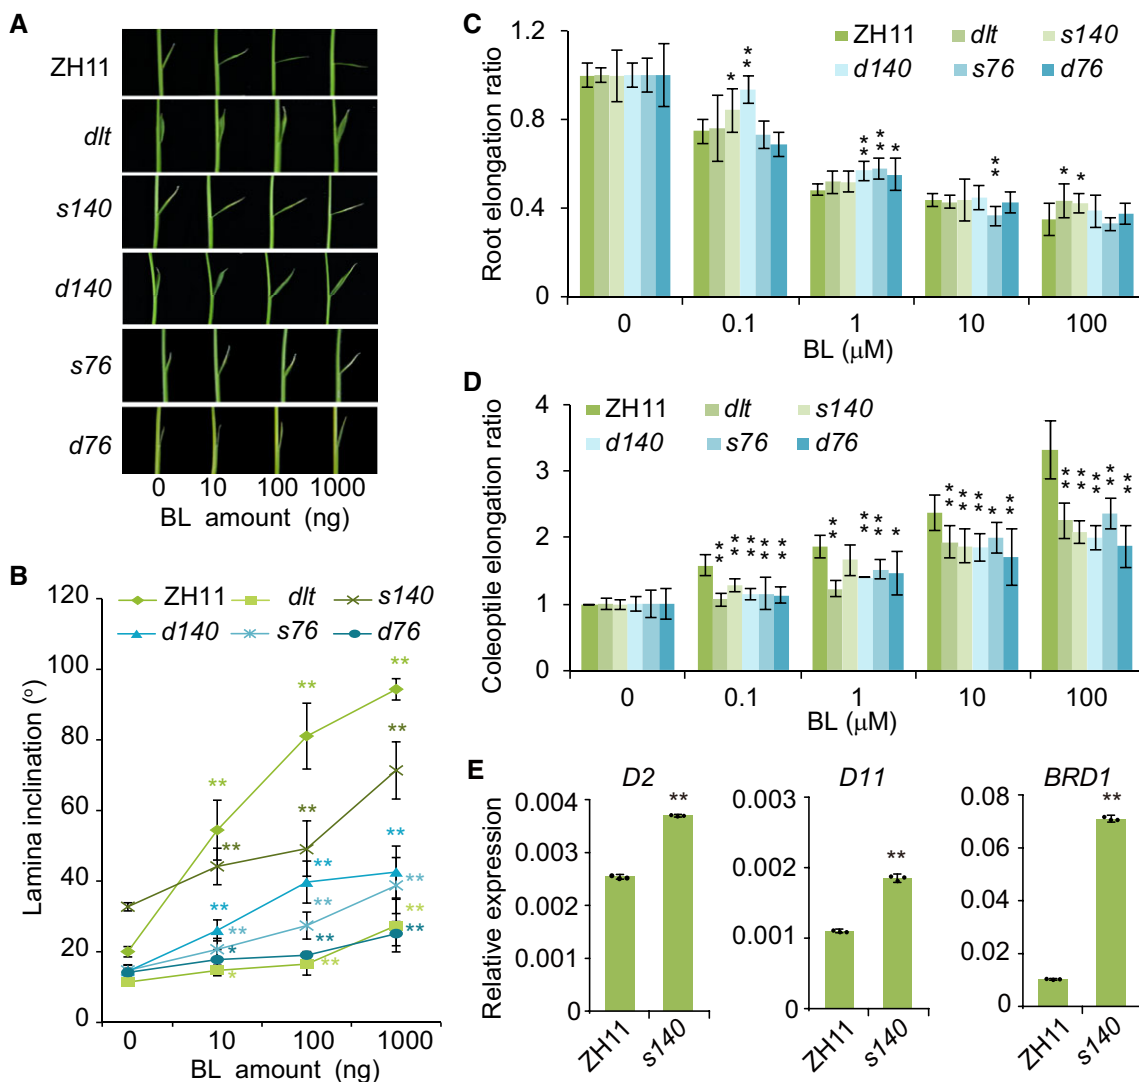 A
ZH11
dlt
s140
d140
s76
d76
0 10 100 1000
BL amount (ng)
B
120
100
80
60
40
20
0
Lamina inclination (°)
ZH11 dlt s140
d140 s76 d76
**
**
**
**
**
**
**
**
**
**
**
**
**
**
*
**
**
*
**
0 10 100 1000
BL amount (ng)
C
1.2
0.8
0.4
0
Root elongation ratio
ZH11 dlt s140
d140 s76 d76
* ** ** ** * ** * *
0 0.1 1 10 100
BL (μM)
D
4
3
2
1
0
Coleoptile elongation ratio
ZH11 dlt s140
d140 s76 d76
** ** ** ** ** ** ** ** * ** ** ** * ** ** ** ** ** **
0 0.1 1 10 100
BL (μM)
E
Relative expression
D2
0.004
0.003
0.002
0.001
0
**
ZH11 s140
D11
0.003
0.002
0.001
0
**
ZH11 s140
BRD1
0.08
0.06
0.04
0.02
0
**
ZH11 s140